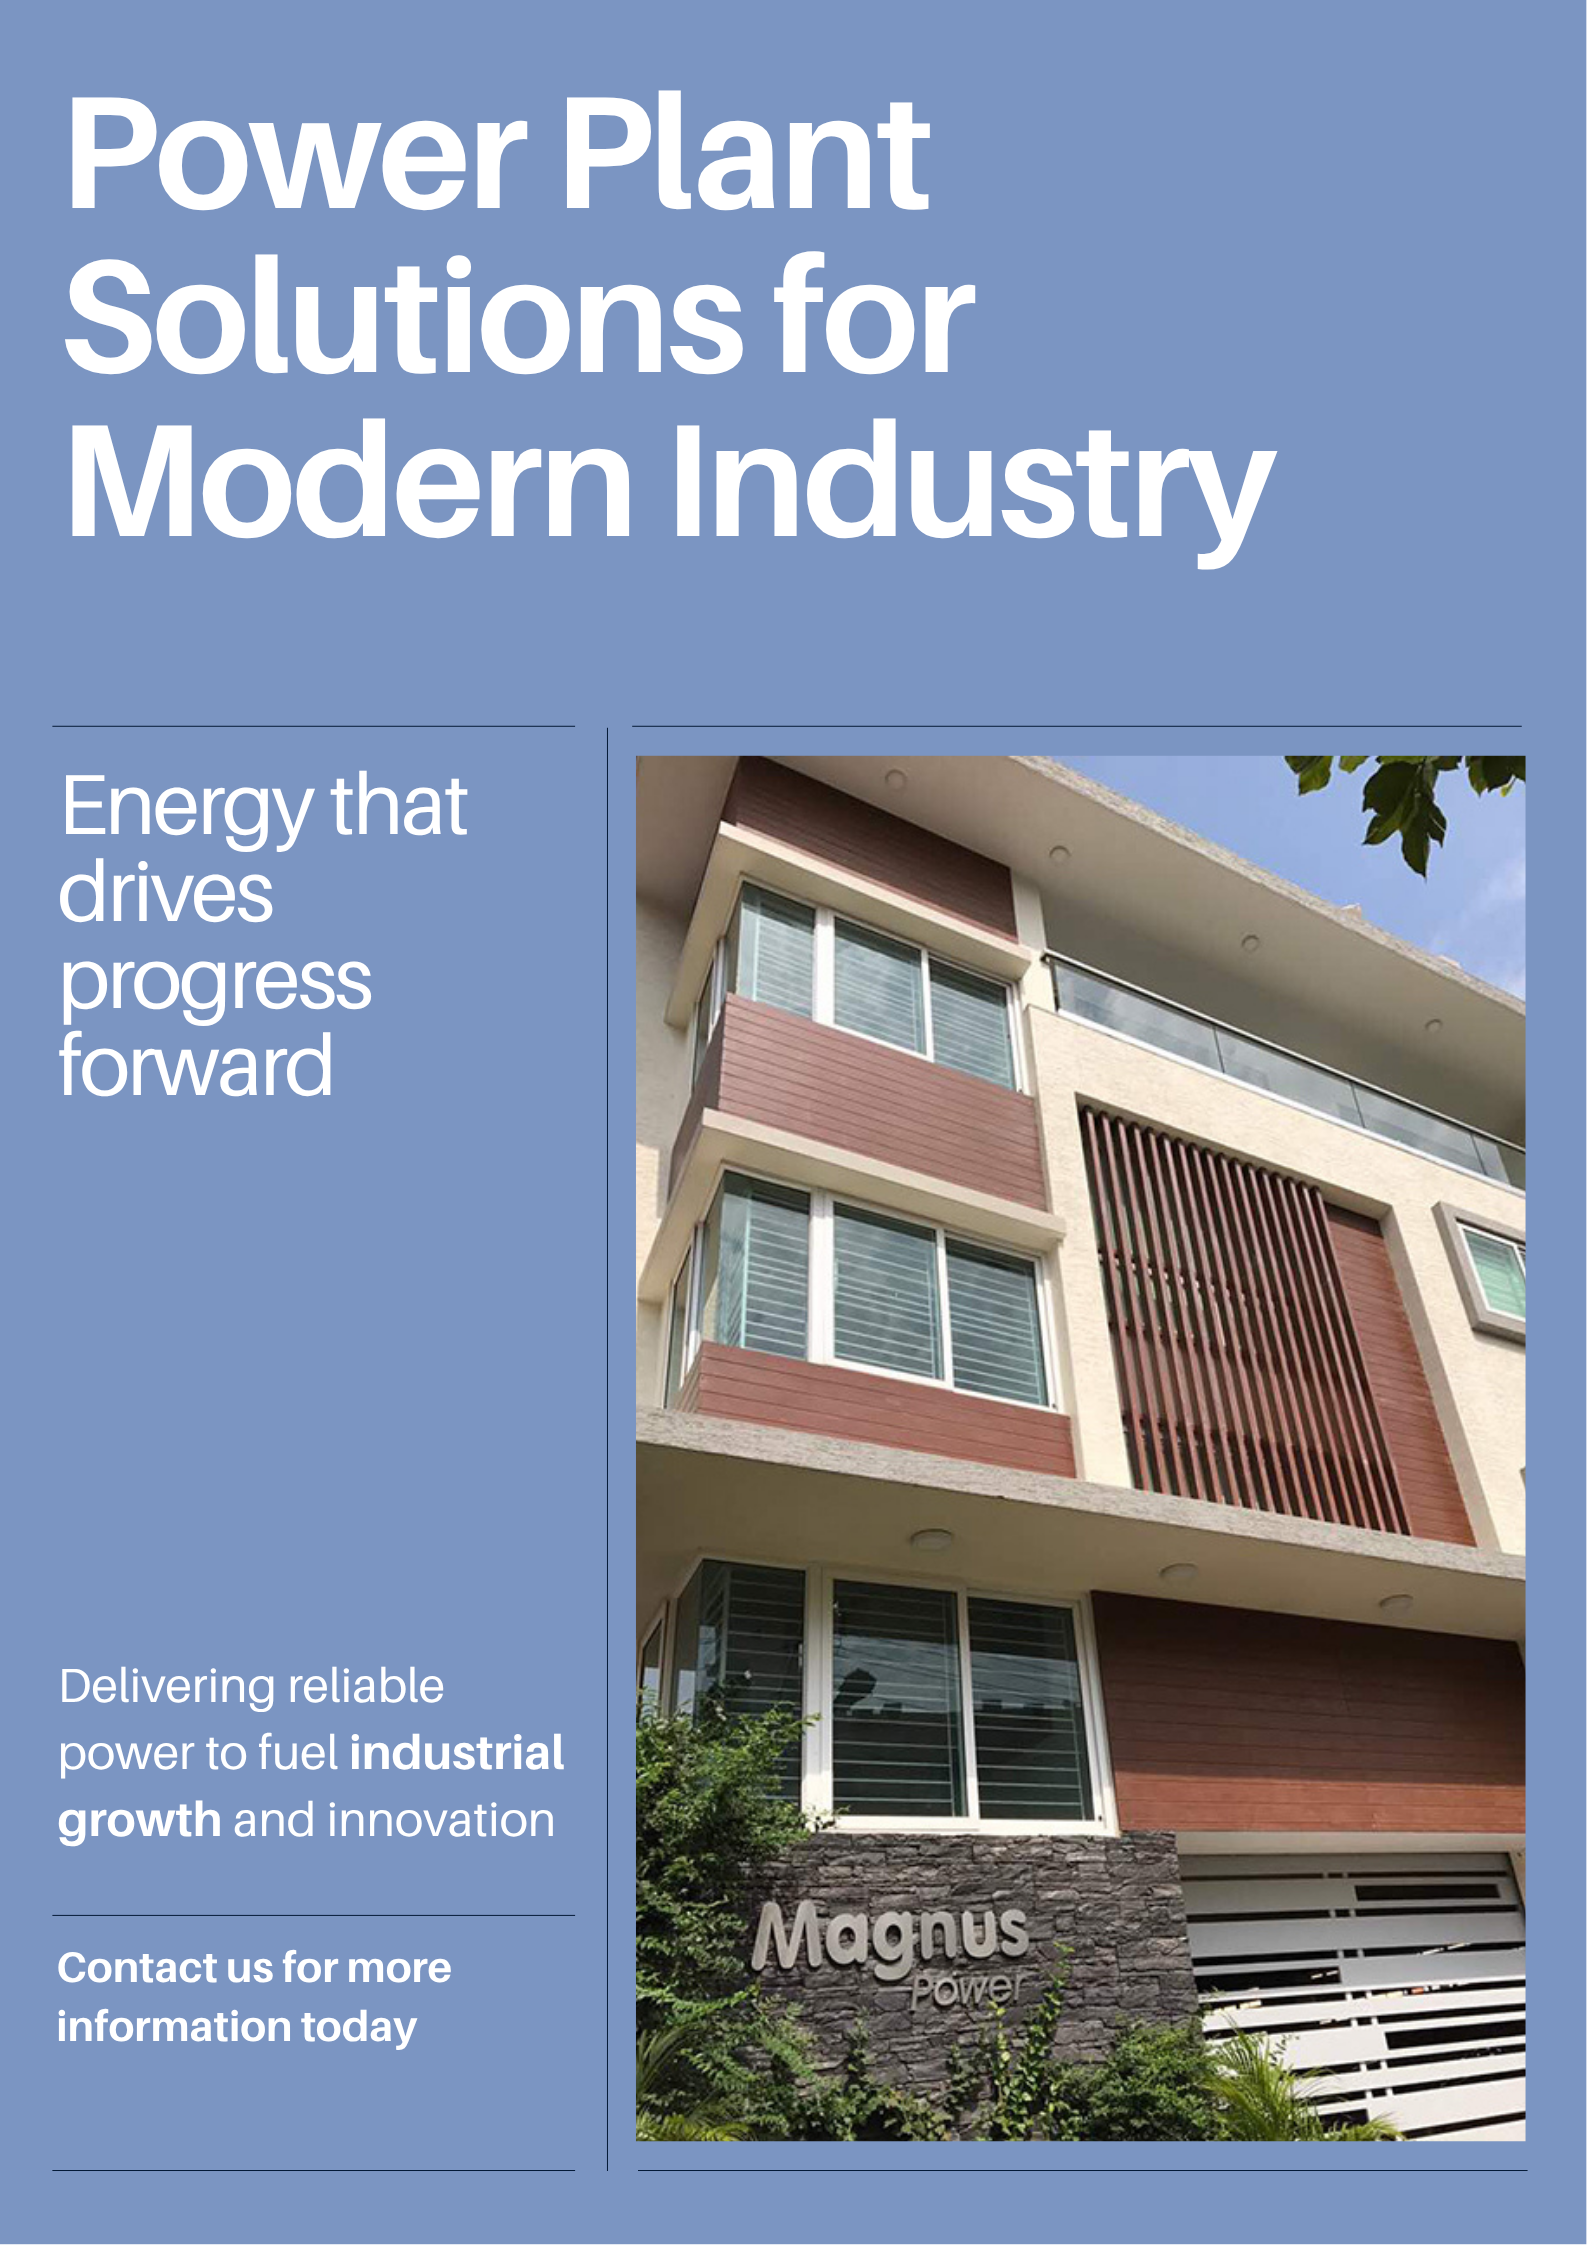 Power Plant
Solutions for
Modern Industry
Energy that
drives
progress
forward
Delivering reliable
power to fuel industrial
growth and innovation
Contact us for more
information today
Magnus
Power